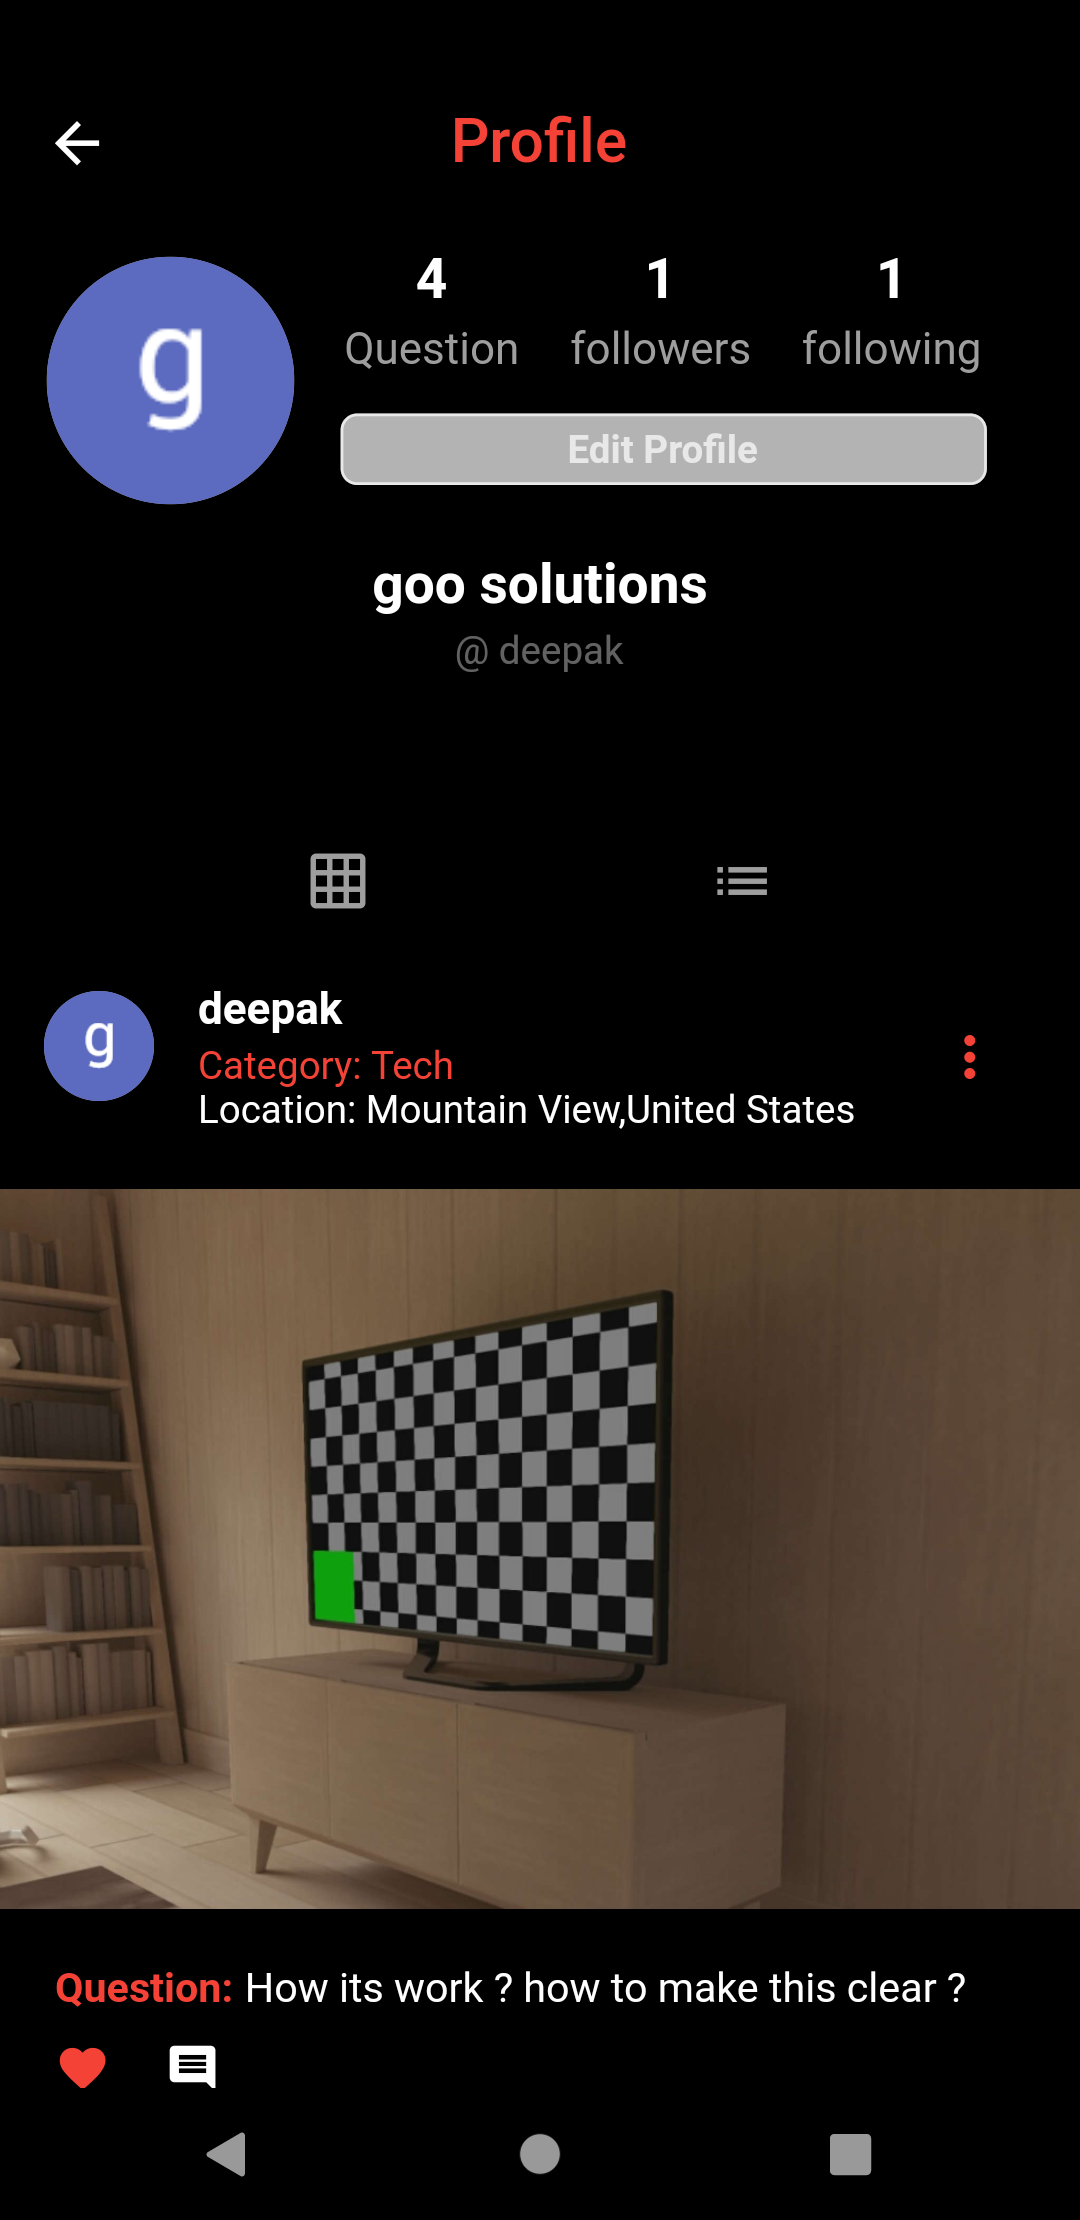 Profile
4 1 1
Question followers following
g
Edit Profile
goo solutions
@ deepak
g
deepak
Category: Tech
Location: Mountain View,United States
Question: How its work ? how to make this clear ?